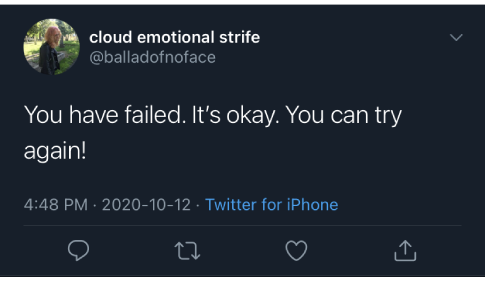 cloud emotional strife
@balladofnoface
You have failed. It’s okay. You can try
again!
4:48 PM · 2020-10-12 · Twitter for iPhone